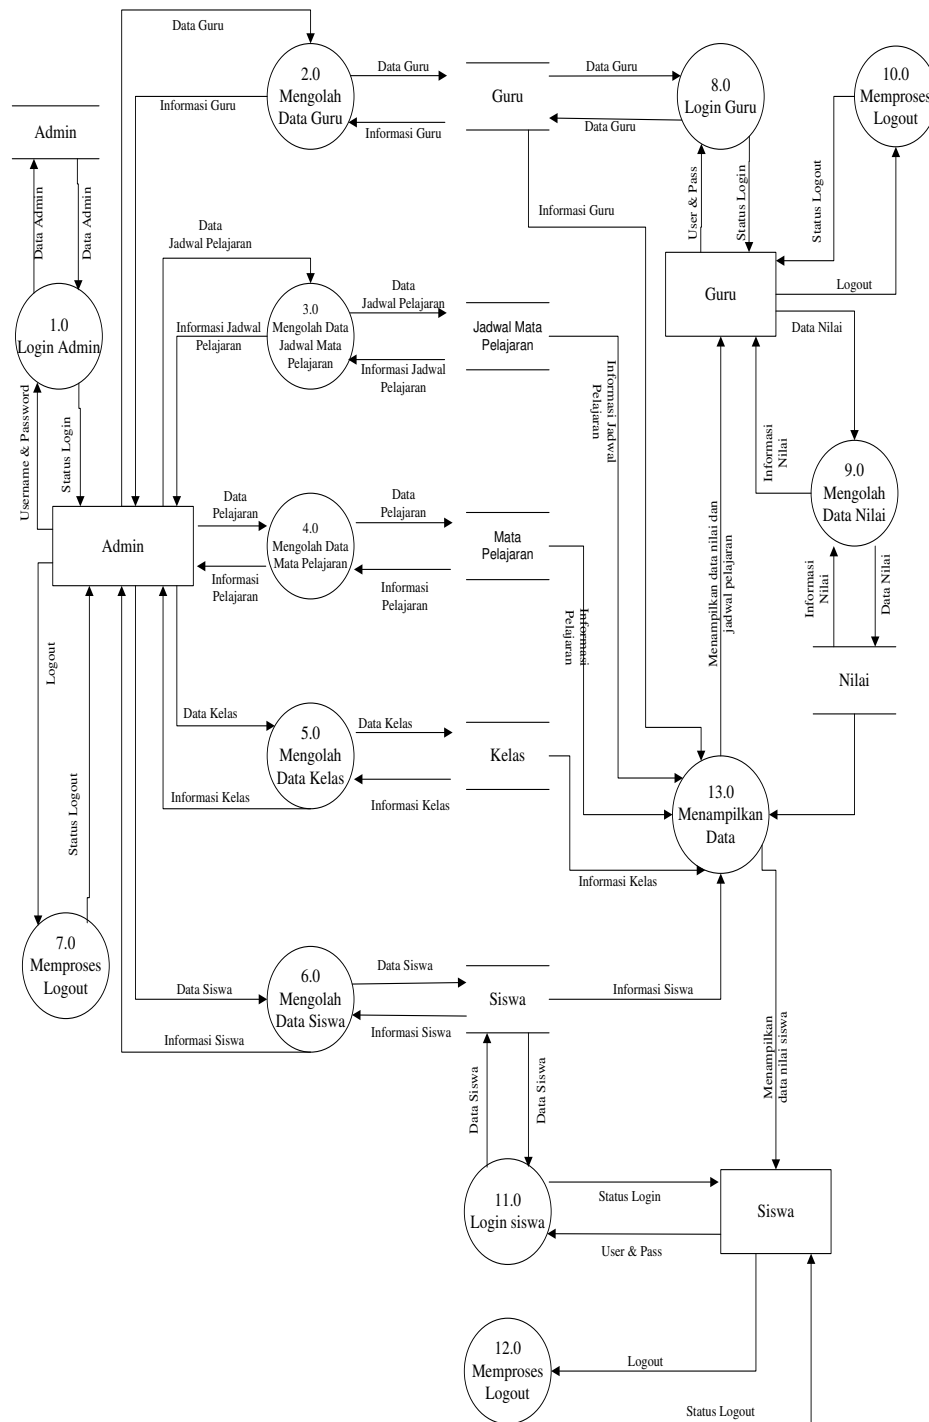 Data Guru
2.0
Mengolah
Data Guru
Data Guru
Informasi Guru
Informasi Guru
Guru
Data Guru
Data Guru
8.0
Login Guru
10.0
Memproses
Logout
Admin
Data Admin
Data Admin
1.0
Login Admin
Username & Password
Status Login
Informasi Guru
User & Pass
Status Login
Status Logout
Guru
Logout
Data Nilai
Data
Jadwal Pelajaran
3.0
Mengolah Data
Jadwal Mata
Pelajaran
Data
Jadwal Pelajaran
Informasi Jadwal
Pelajaran
Informasi Jadwal
Pelajaran
Jadwal Mata
Pelajaran
Informasi Jadwal
Pelajaran
Informasi
Nilai
9.0
Mengolah
Data Nilai
Informasi
Nilai
Data Nilai
Nilai
Admin
Data
Pelajaran
4.0
Mengolah Data
Mata Pelajaran
Data
Pelajaran
Informasi
Pelajaran
Informasi
Pelajaran
Mata
Pelajaran
Informasi
Pelajaran
Menampilkan data nilai dan
jadwal pelajaran
Logout
Status Logout
Data Kelas
5.0
Mengolah
Data Kelas
Data Kelas
Informasi Kelas
Informasi Kelas
Kelas
Informasi Kelas
13.0
Menampilkan
Data
7.0
Memproses
Logout
Data Siswa
6.0
Mengolah
Data Siswa
Data Siswa
Informasi Siswa
Informasi Siswa
Siswa
Informasi Siswa
Data Siswa
Data Siswa
Menampilkan
data nilai siswa
11.0
Login siswa
Status Login
User & Pass
Siswa
12.0
Memproses
Logout
Logout
Status Logout